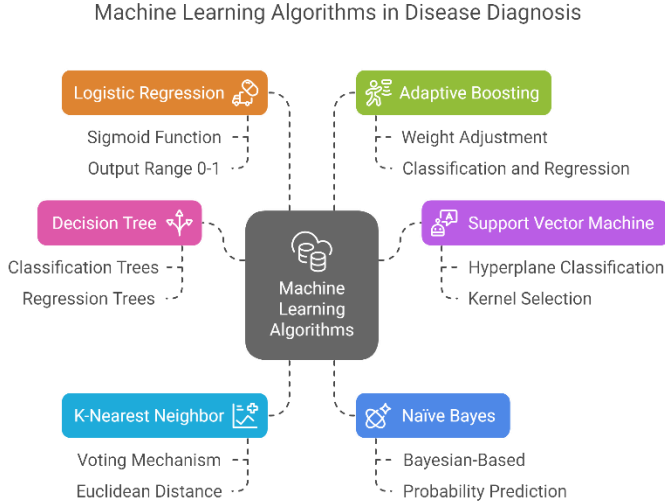 Machine Learning Algorithms in Disease Diagnosis
Logistic Regression
Sigmoid Function
Output Range 0-1
Adaptive Boosting
Weight Adjustment
Classification and Regression
Decision Tree
Classification Trees
Regression Trees
Machine
Learning
Algorithms
A
Support Vector Machine
Hyperplane Classification
Kernel Selection
K-Nearest Neighbor
Voting Mechanism
Euclidean Distance
Naïve Bayes
Bayesian-Based
Probability Prediction